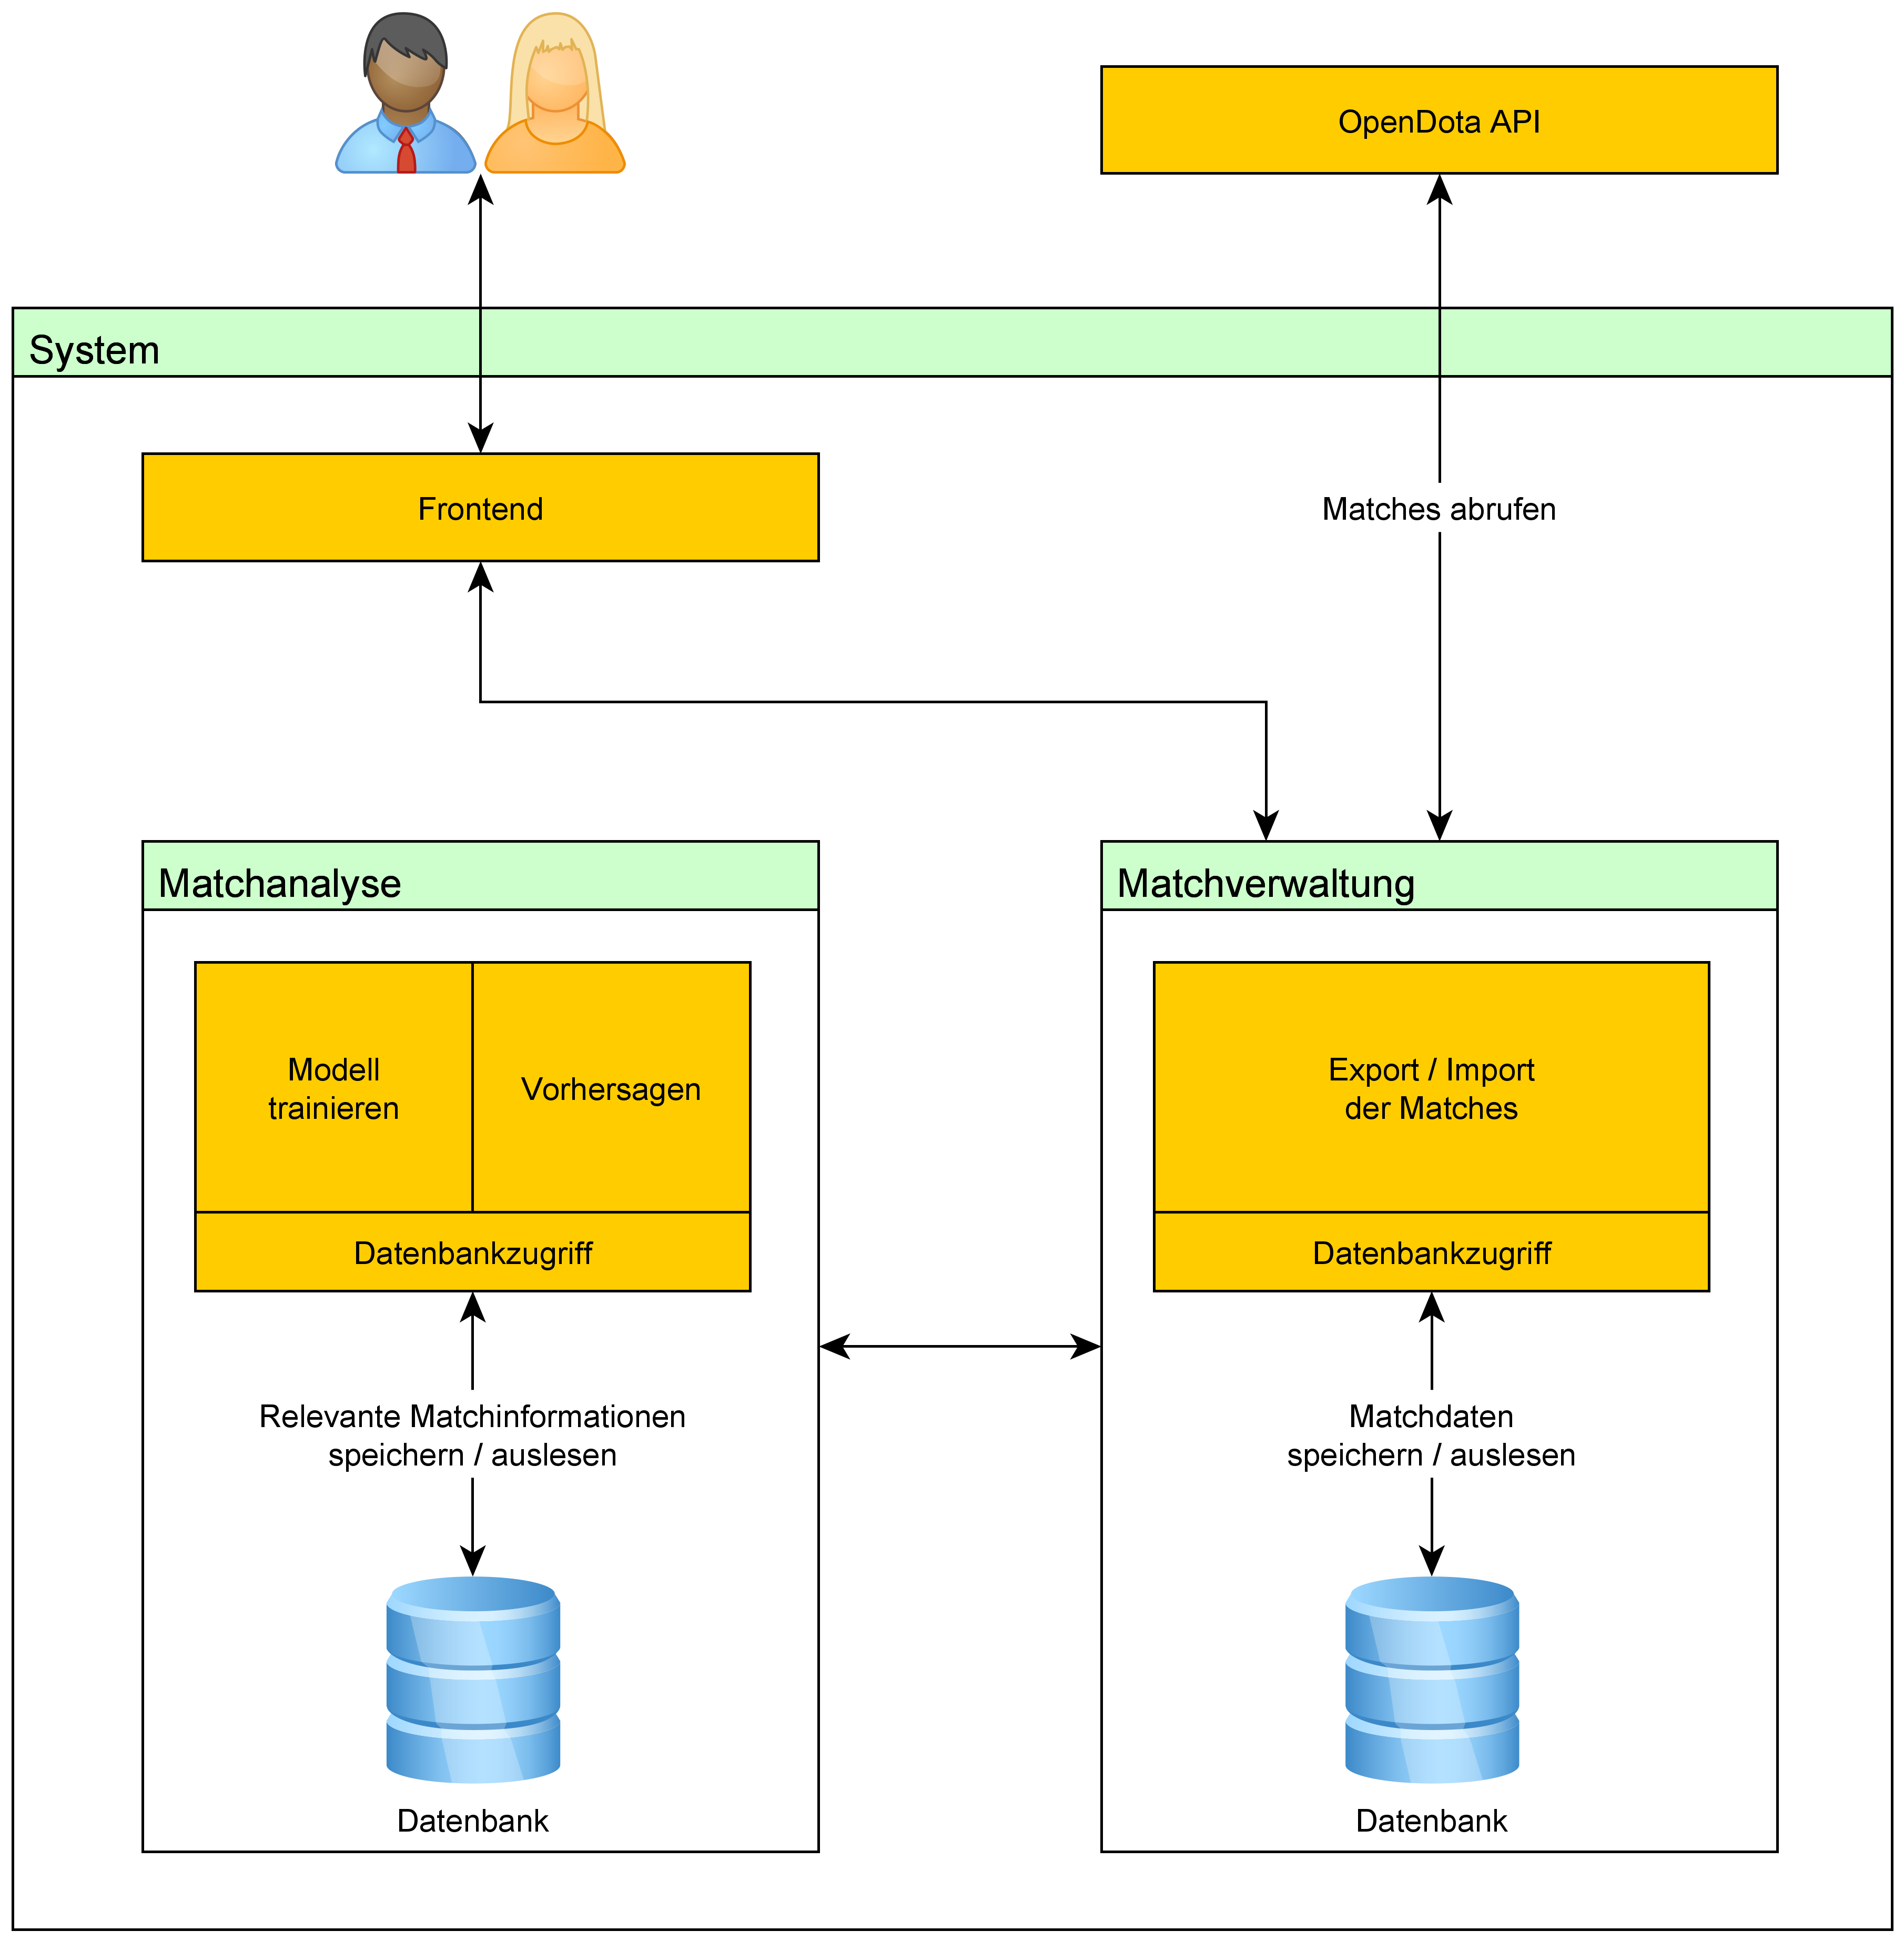 OpenDota API
System
Frontend
Matches abrufen
Matchanalyse
Modell
trainieren
Vorhersagen
Datenbankzugriff
Relevante Matchinformationen
speichern / auslesen
Datenbank
Matchverwaltung
Export / Import
der Matches
Datenbankzugriff
Matchdaten
speichern / auslesen
Datenbank